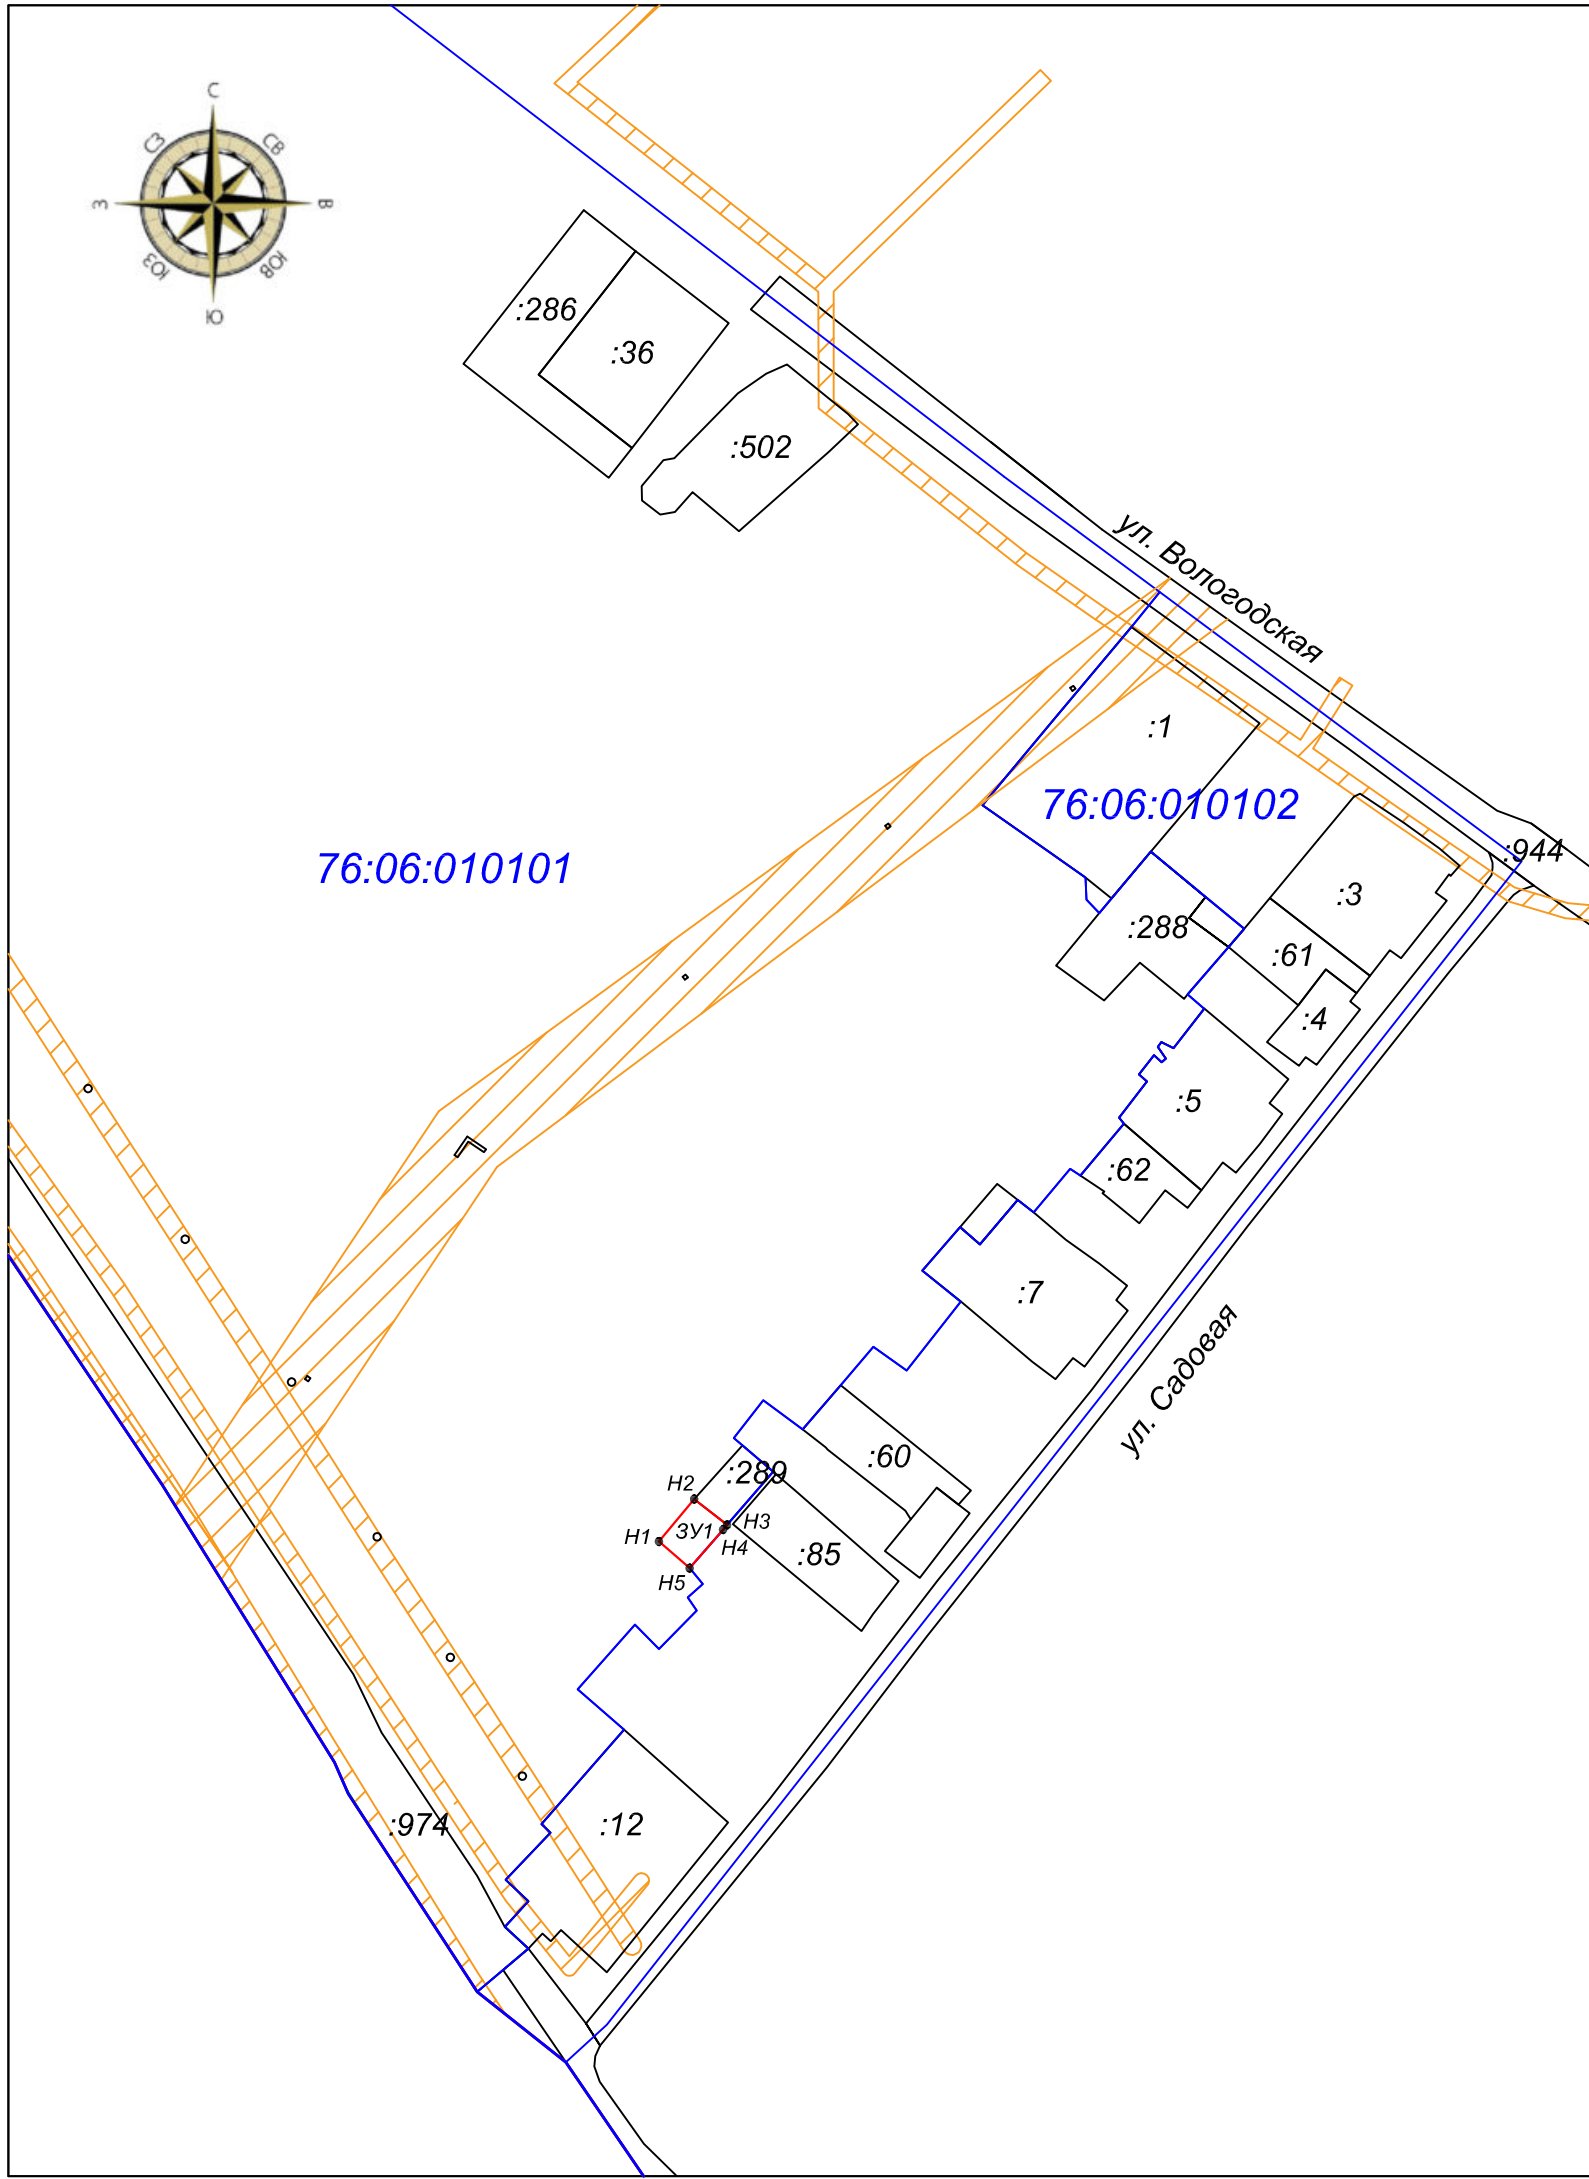 С
СЗ
СВ
З
В
ЮЗ
ЮВ
Ю
:286
:36
:502
ул. Вологодская
:1
76:06:010102
76:06:010101
:944
:3
:288
:61
:4
:5
:62
:7
ул. Садовая
:60
:289
Н2
Н1
ЗУ1
Н3
Н4
Н5
:85
:974
:12